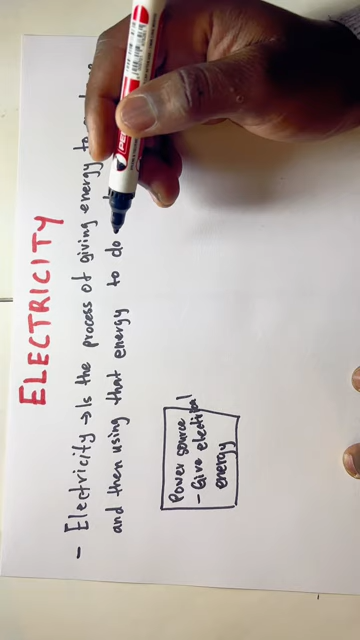 ELECTRICITY
- Electricity → Is the process of giving energy to
and then using that energy to do
Power source
- Give electrical
energy